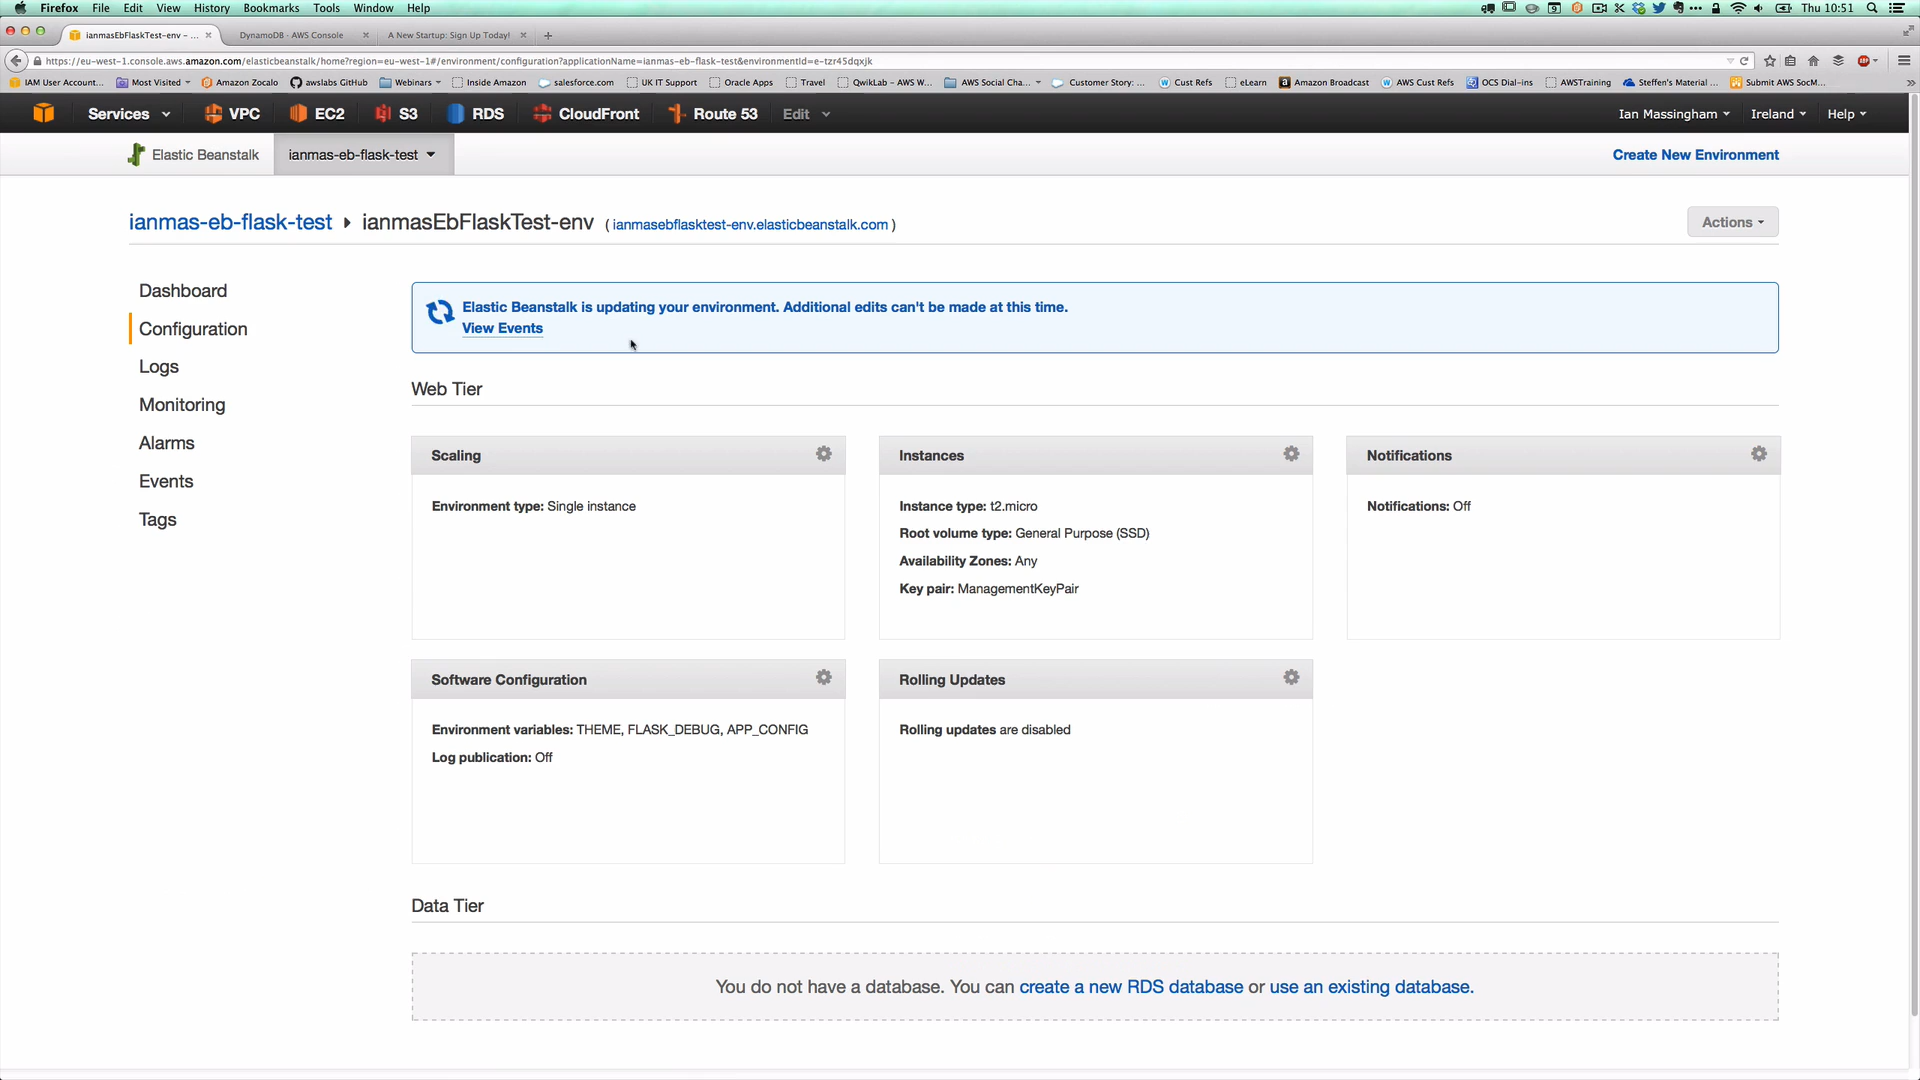 Firefox File Edit View History Bookmarks Tools Window Help
Thu 10:51
ianmasEbFlaskTest-env – ...
DynamoDB · AWS Console
A New Startup: Sign Up Today!
https://eu-west-1.console.aws.amazon.com/elasticbeanstalk/home?region=eu-west-1#/environment/configuration?applicationName=ianmas-eb-flask-test&environmentId=e-tzr45dqxjk
IAM User Account... Most Visited Amazon Zocalo awslabs GitHub Webinars Inside Amazon salesforce.com UK IT Support Oracle Apps Travel QwikLab – AWS W... AWS Social Cha... Customer Story: ... Cust Refs eLearn Amazon Broadcast AWS Cust Refs OCS Dial-ins AWSTraining Steffen's Material ... Submit AWS SocM...
Services VPC EC2 S3 RDS CloudFront Route 53 Edit Ian Massingham Ireland Help
Elastic Beanstalk ianmas-eb-flask-test Create New Environment
ianmas-eb-flask-test ianmasEbFlaskTest-env ( ianmasebflasktest-env.elasticbeanstalk.com ) Actions
Dashboard
Configuration
Logs
Monitoring
Alarms
Events
Tags
Elastic Beanstalk is updating your environment. Additional edits can't be made at this time.
View Events
Web Tier
Scaling
Environment type: Single instance
Instances
Instance type: t2.micro
Root volume type: General Purpose (SSD)
Availability Zones: Any
Key pair: ManagementKeyPair
Notifications
Notifications: Off
Software Configuration
Environment variables: THEME, FLASK_DEBUG, APP_CONFIG
Log publication: Off
Rolling Updates
Rolling updates are disabled
Data Tier
You do not have a database. You can create a new RDS database or use an existing database.